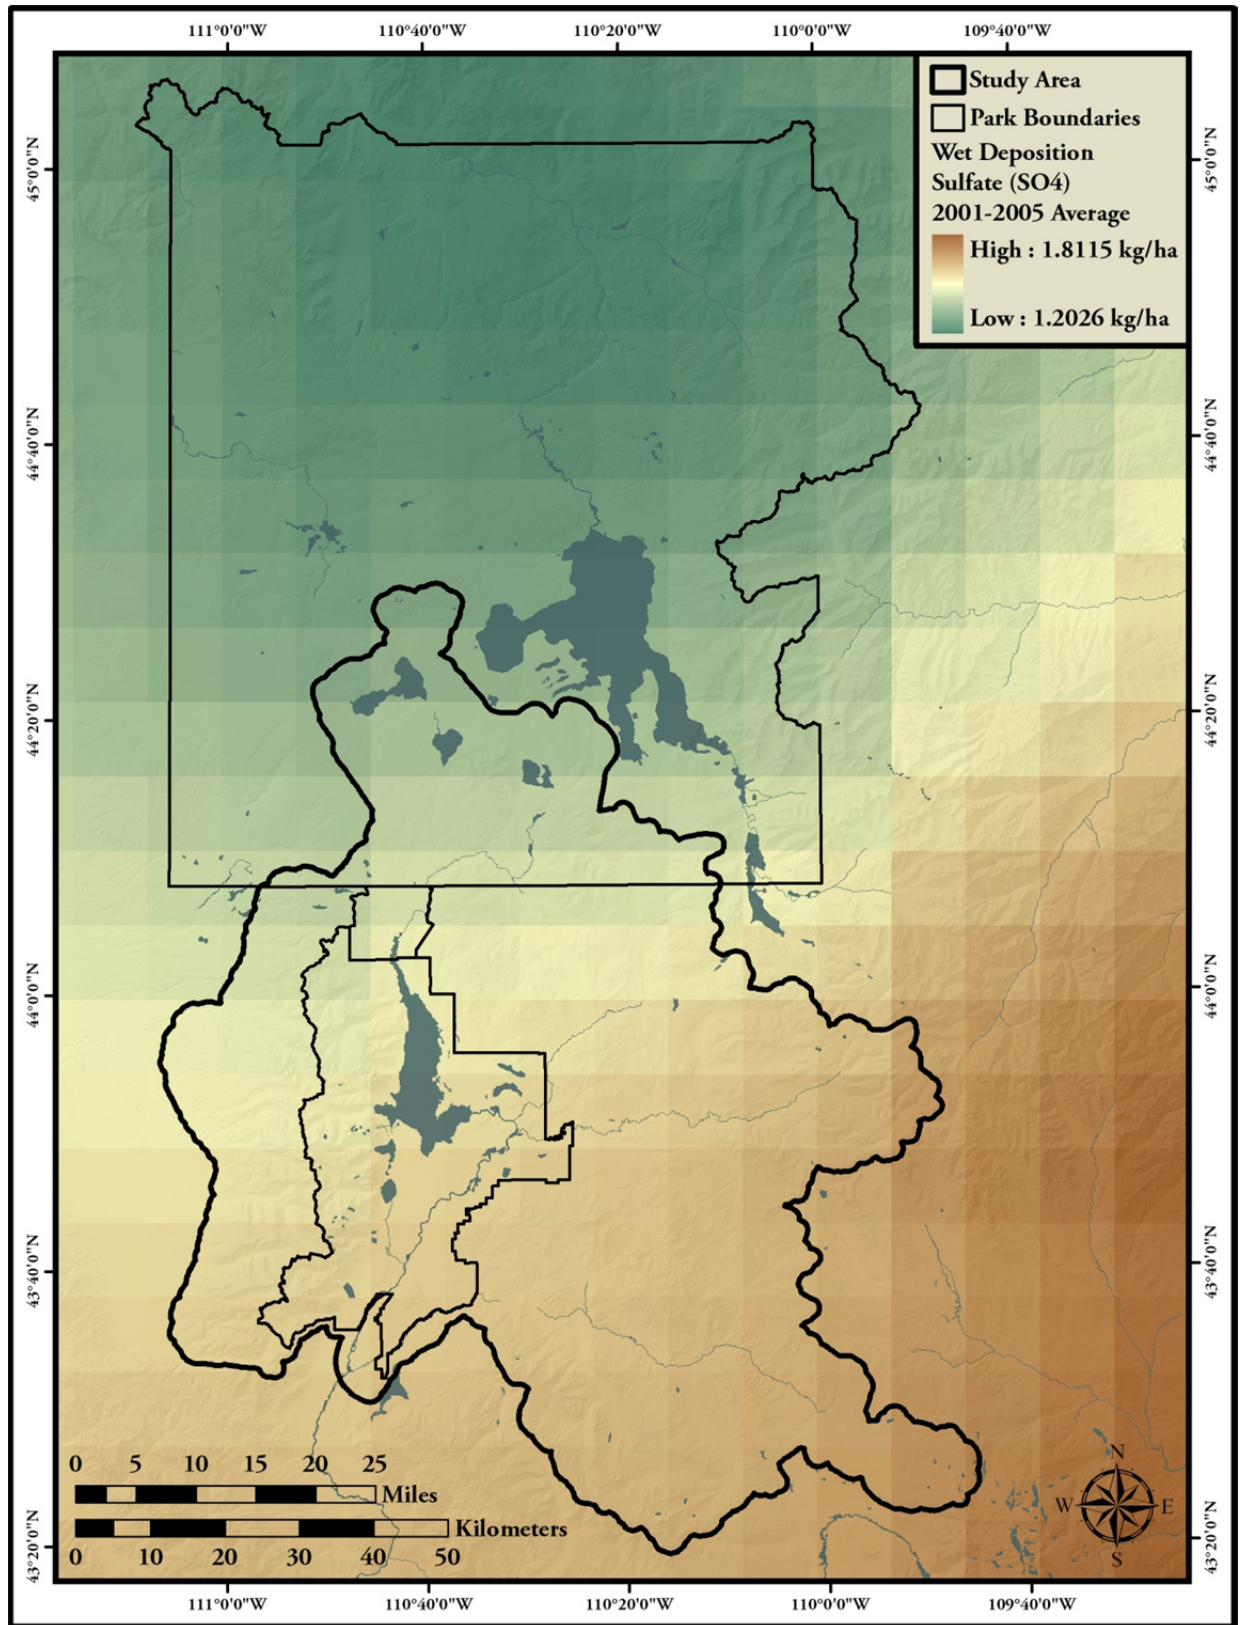 111°0'0"W 110°40'0"W 110°20'0"W 110°0'0"W 109°40'0"W
Study Area
Park Boundaries
Wet Deposition
Sulfate (SO4)
2001-2005 Average
High : 1.8115 kg/ha
Low : 1.2026 kg/ha
45°0'0"N
44°40'0"N
44°20'0"N
44°0'0"N
43°40'0"N
43°20'0"N
45°0'0"N
44°40'0"N
44°20'0"N
44°0'0"N
43°40'0"N
43°20'0"N
0 5 10 15 20 25
Miles
Kilometers
0 10 20 30 40 50
N
W E
S
111°0'0"W 110°40'0"W 110°20'0"W 110°0'0"W 109°40'0"W